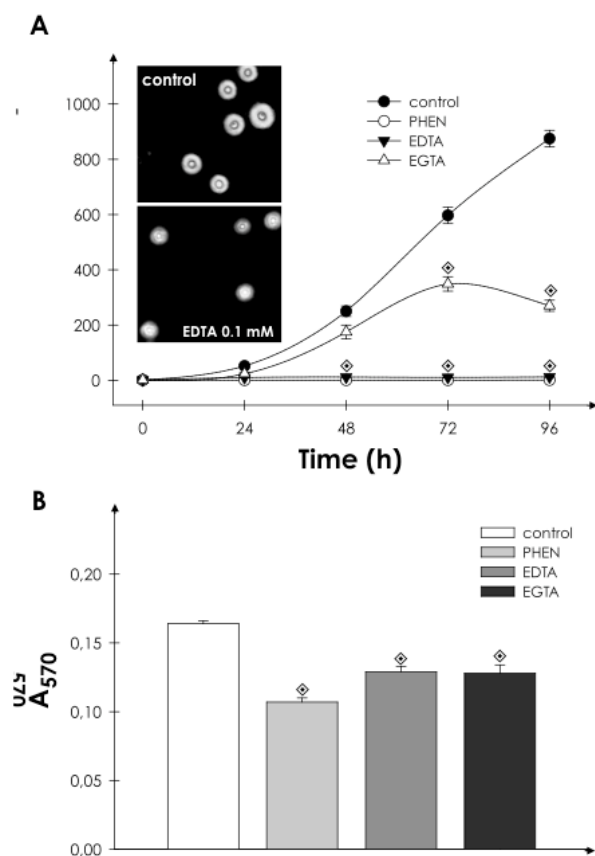 A
control
EDTA 0.1 mM
control
PHEN
EDTA
EGTA
1000
800
600
400
200
0
0 24 48 72 96
Time (h)
B
control
PHEN
EDTA
EGTA
0,20
0,15
0,10
0,05
0,00
A570